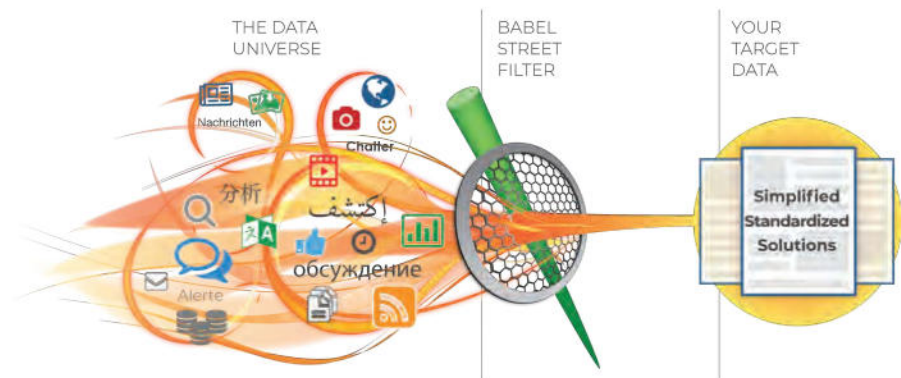 THE DATA
UNIVERSE
BABEL
STREET
FILTER
YOUR
TARGET
DATA
Nachrichten
Chatter
分析
إكتشف
文 A
обсуждение
Alerte
Simplified
Standardized
Solutions